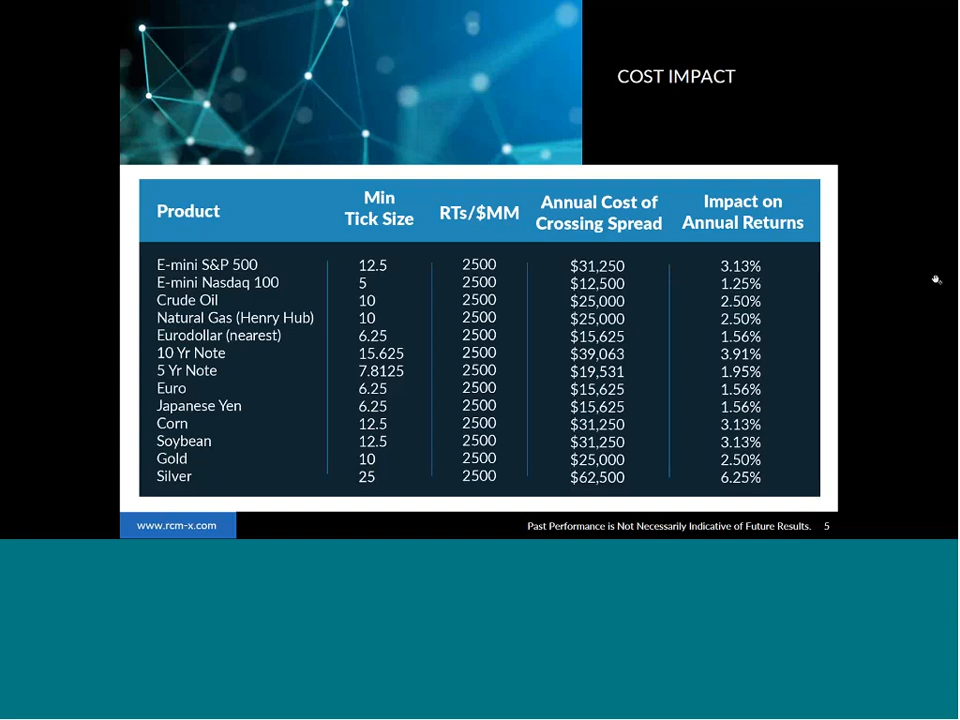 COST IMPACT
Product Min Tick Size RTs/$MM Annual Cost of Crossing Spread Impact on Annual Returns
E-mini S&P 500 12.5 2500 $31,250 3.13%
E-mini Nasdaq 100 5 2500 $12,500 1.25%
Crude Oil 10 2500 $25,000 2.50%
Natural Gas (Henry Hub) 10 2500 $25,000 2.50%
Eurodollar (nearest) 6.25 2500 $15,625 1.56%
10 Yr Note 15.625 2500 $39,063 3.91%
5 Yr Note 7.8125 2500 $19,531 1.95%
Euro 6.25 2500 $15,625 1.56%
Japanese Yen 6.25 2500 $15,625 1.56%
Corn 12.5 2500 $31,250 3.13%
Soybean 12.5 2500 $31,250 3.13%
Gold 10 2500 $25,000 2.50%
Silver 25 2500 $62,500 6.25%
www.rcm-x.com Past Performance is Not Necessarily Indicative of Future Results. 5